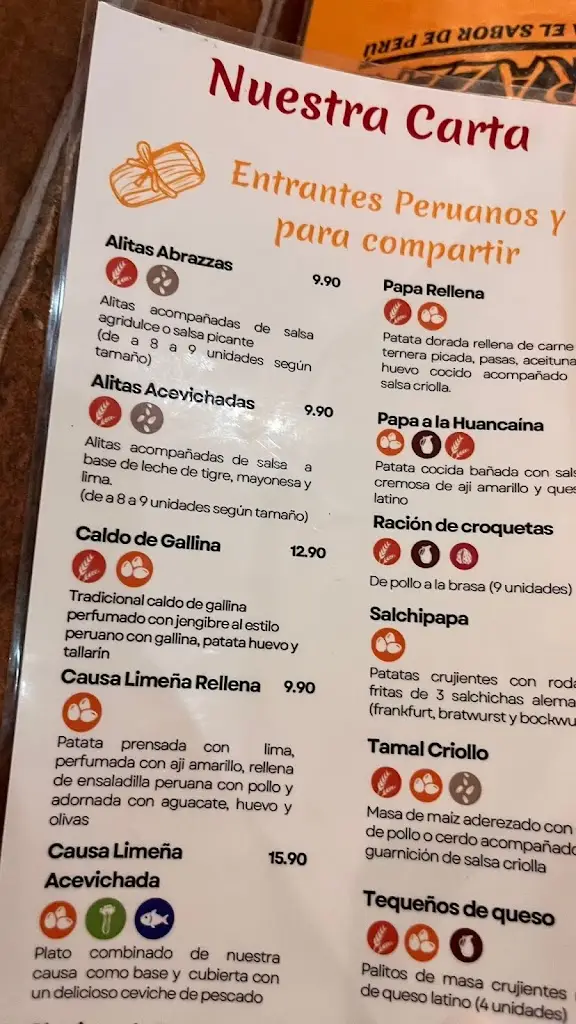 A EL SABOR DE PERÚ
Nuestra Carta
Entrantes Peruanos y
para compartir
Alitas Abrazzas 9.90
Alitas acompañadas de salsa
agridulce o salsa picante
(de a 8 a 9 unidades según
tamaño)
Alitas Acevichadas 9.90
Alitas acompañadas de salsa a
base de leche de tigre, mayonesa y
lima.
(de a 8 a 9 unidades según tamaño)
Caldo de Gallina 12.90
Tradicional caldo de gallina
perfumado con jengibre al estilo
peruano con gallina, patata huevo y
tallarín
Causa Limeña Rellena 9.90
Patata prensada con lima,
perfumada con aji amarillo, rellena
de ensaladilla peruana con pollo y
adornada con aguacate, huevo y
olivas
Causa Limeña 15.90
Acevichada
Plato combinado de nuestra
causa como base y cubierta con
un delicioso ceviche de pescado
Papa Rellena
Patata dorada rellena de carne
ternera picada, pasas, aceituna
huevo cocido acompañado
salsa criolla.
Papa a la Huancaína
Patata cocida bañada con sals
cremosa de aji amarillo y ques
latino
Ración de croquetas
De pollo a la brasa (9 unidades)
Salchipapa
Patatas crujientes con roda
fritas de 3 salchichas alema
(frankfurt, bratwurst y bockwu
Tamal Criollo
Masa de maiz aderezado con
de pollo o cerdo acompañado
guarnición de salsa criolla
Tequeños de queso
Palitos de masa crujientes
de queso latino (4 unidades)